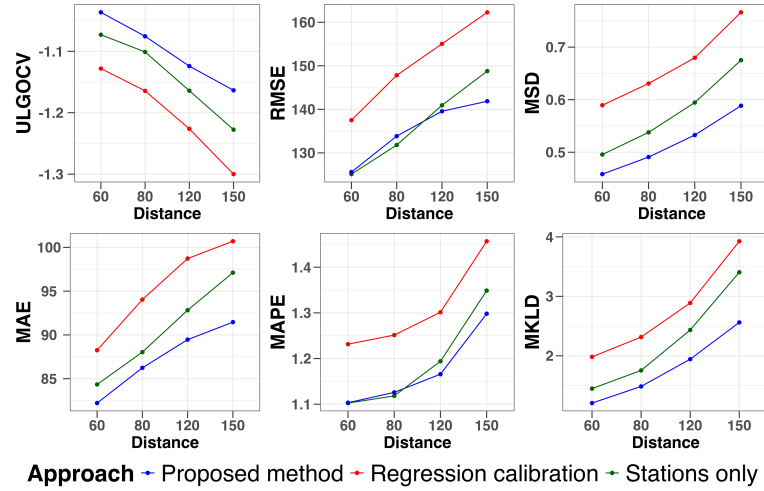 ULGOCV
-1.1
-1.2
-1.3
60 80 120 150
Distance
RMSE
160
150
140
130
60 80 120 150
Distance
MSD
0.7
0.6
0.5
60 80 120 150
Distance
MAE
100
95
90
85
60 80 120 150
Distance
MAPE
1.4
1.3
1.2
1.1
60 80 120 150
Distance
MKLD
4
3
2
60 80 120 150
Distance
Approach Proposed method Regression calibration Stations only